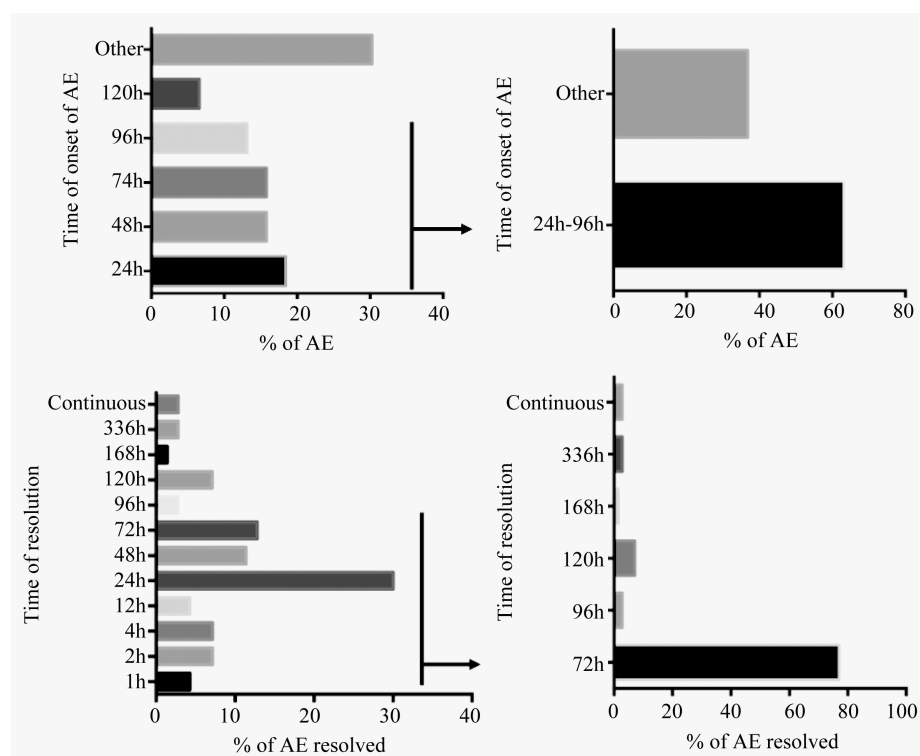 Time of onset of AE
Other
120h
96h
74h
48h
24h
0 10 20 30 40
% of AE
Time of onset of AE
Other
24h-96h
0 20 40 60 80
% of AE
Time of resolution
Continuous
336h
168h
120h
96h
72h
48h
24h
12h
4h
2h
1h
0 10 20 30 40
% of AE resolved
Time of resolution
Continuous
336h
168h
120h
96h
72h
0 20 40 60 80 100
% of AE resolved